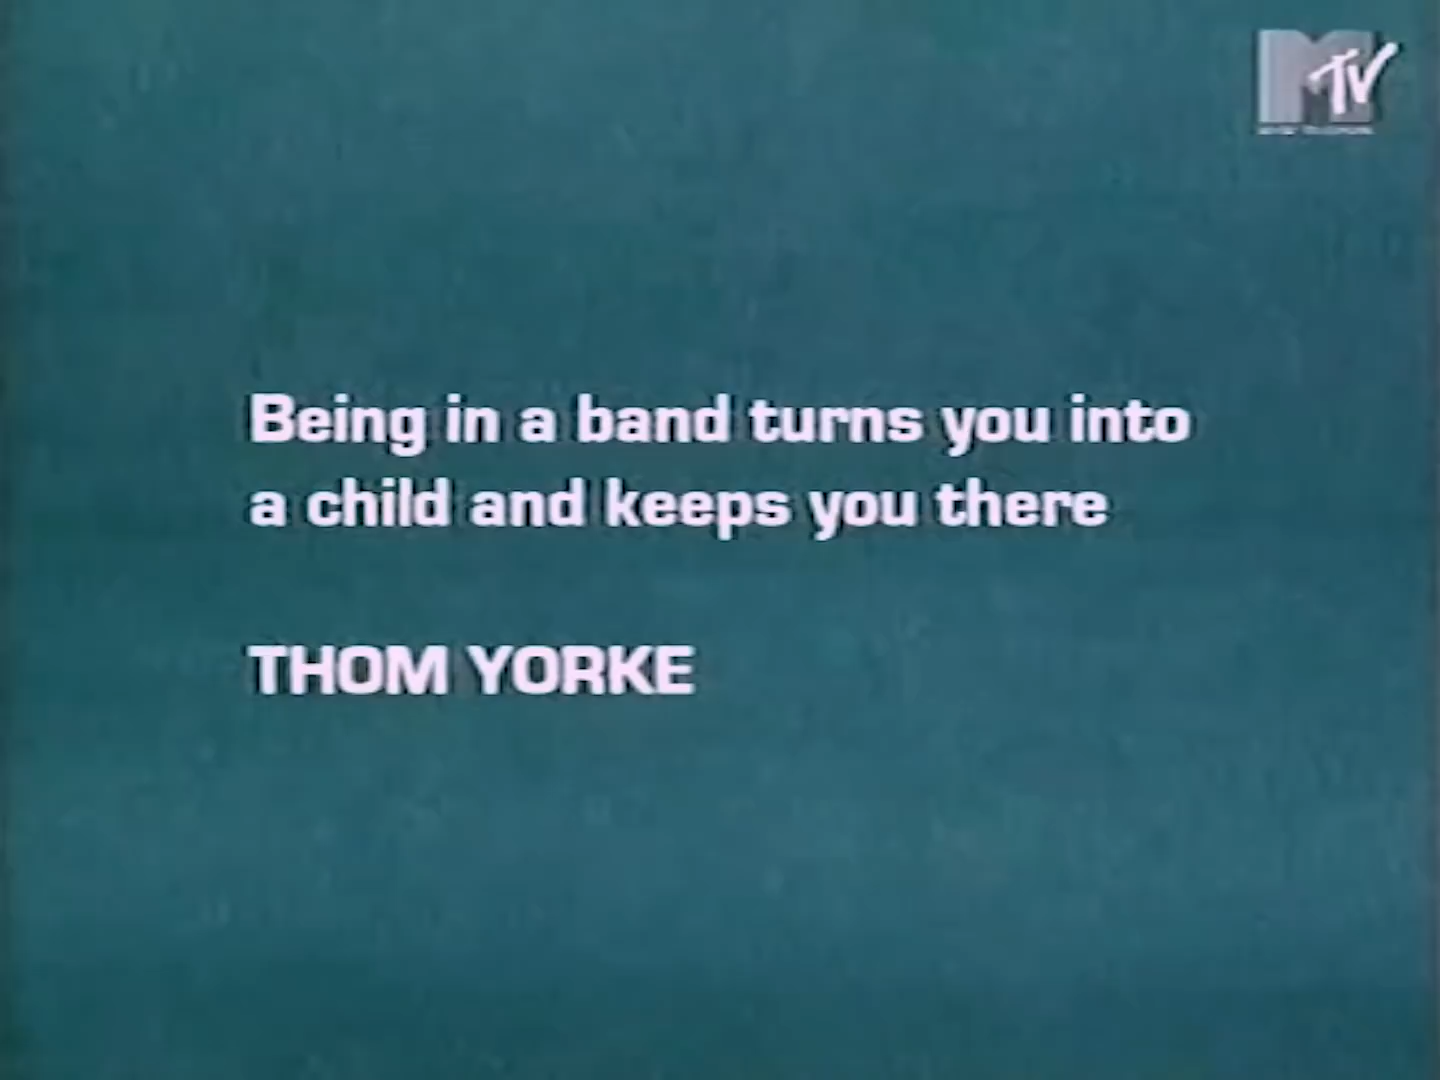 MTV
Being in a band turns you into
a child and keeps you there
THOM YORKE